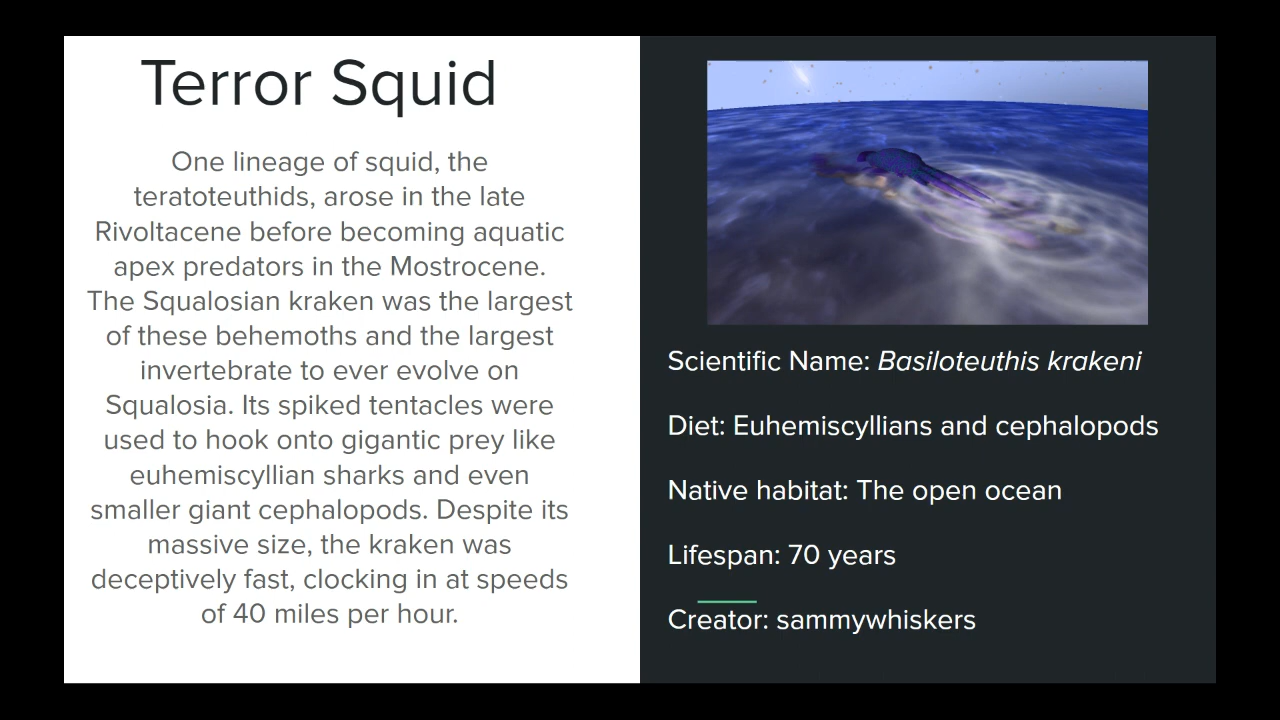 Terror Squid
One lineage of squid, the
teratoteuthids, arose in the late
Rivoltacene before becoming aquatic
apex predators in the Mostrocene.
The Squalosian kraken was the largest
of these behemoths and the largest
invertebrate to ever evolve on
Squalosia. Its spiked tentacles were
used to hook onto gigantic prey like
euhemiscyllian sharks and even
smaller giant cephalopods. Despite its
massive size, the kraken was
deceptively fast, clocking in at speeds
of 40 miles per hour.
Scientific Name: Basiloteuthis krakeni
Diet: Euhemiscyllians and cephalopods
Native habitat: The open ocean
Lifespan: 70 years
Creator: sammywhiskers